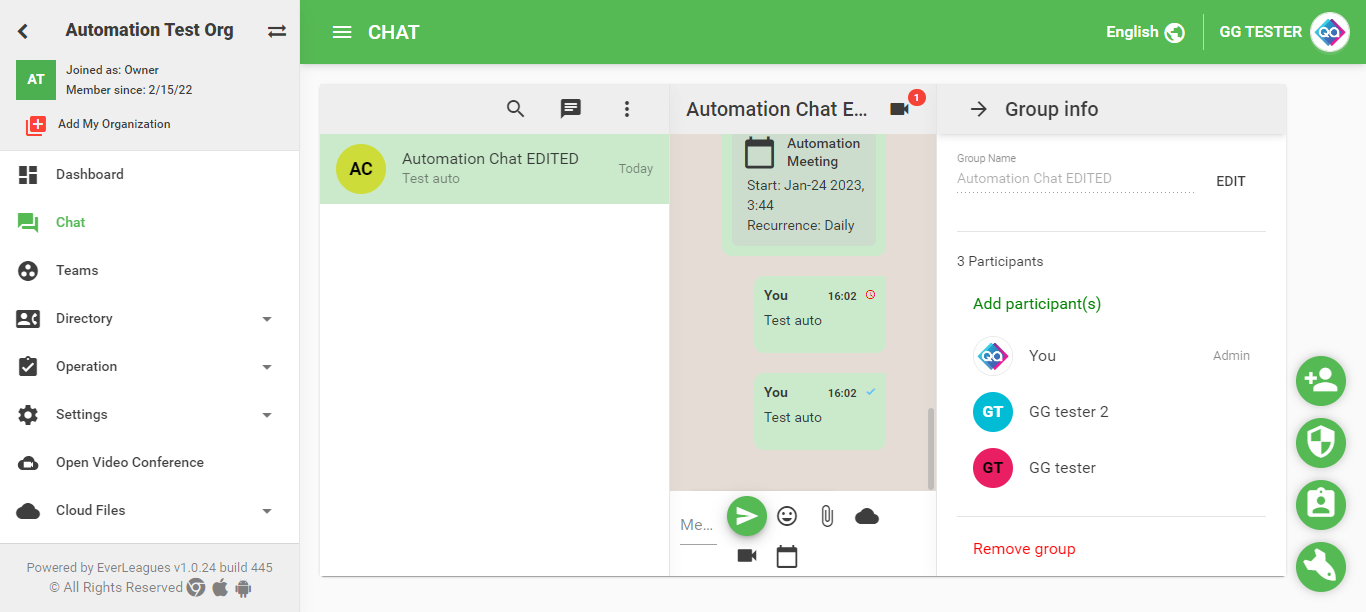 Automation Test Org
AT
Joined as: Owner
Member since: 2/15/22
Add My Organization
Dashboard
Chat
Teams
Directory
Operation
Settings
Open Video Conference
Cloud Files
Powered by EverLeagues v1.0.24 build 445
© All Rights Reserved
CHAT
English
GG TESTER
QA
AC
Automation Chat EDITED
Test auto
Today
Automation Chat E...
1
Automation
Meeting
Start: Jan-24 2023,
3:44
Recurrence: Daily
You 16:02
Test auto
You 16:02
Test auto
Me...
Group info
Group Name
Automation Chat EDITED
EDIT
3 Participants
Add participant(s)
QA You Admin
GT GG tester 2
GT GG tester
Remove group